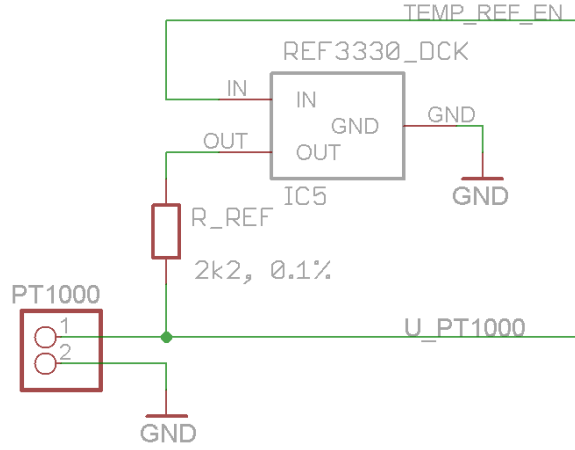 TEMP_REF_EN
REF3330_DCK
IN
IN
GND
GND
OUT
OUT
IC5
GND
R_REF
2k2, 0.1%
PT1000
1
U_PT1000
2
GND